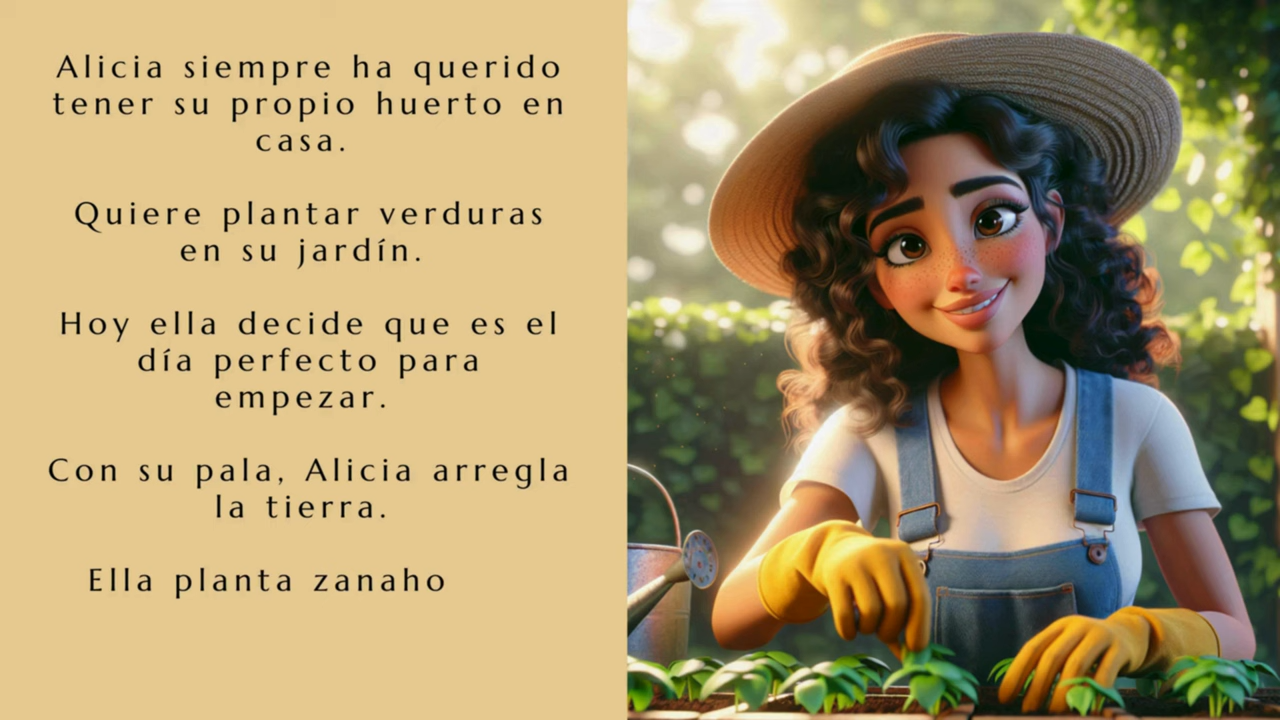 Alicia siempre ha querido
tener su propio huerto en
casa.
Quiere plantar verduras
en su jardín.
Hoy ella decide que es el
día perfecto para
empezar.
Con su pala, Alicia arregla
la tierra.
Ella planta zanaho